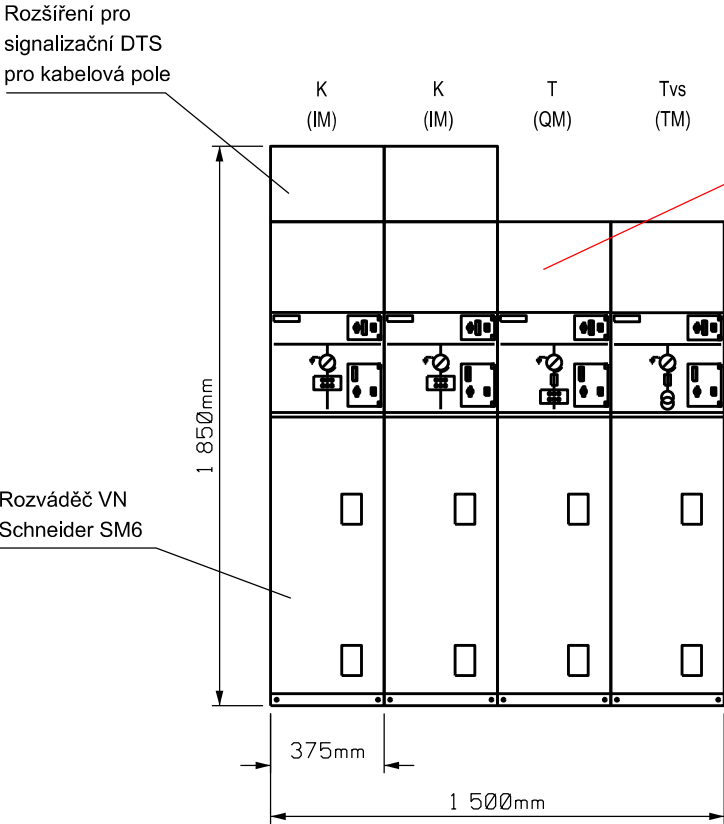 Rozšíření pro
signalizační DTS
pro kabelová pole
K K T Tvs
(IM) (IM) (QM) (TM)
1 850mm
Rozváděč VN
Schneider SM6
375mm
1 500mm